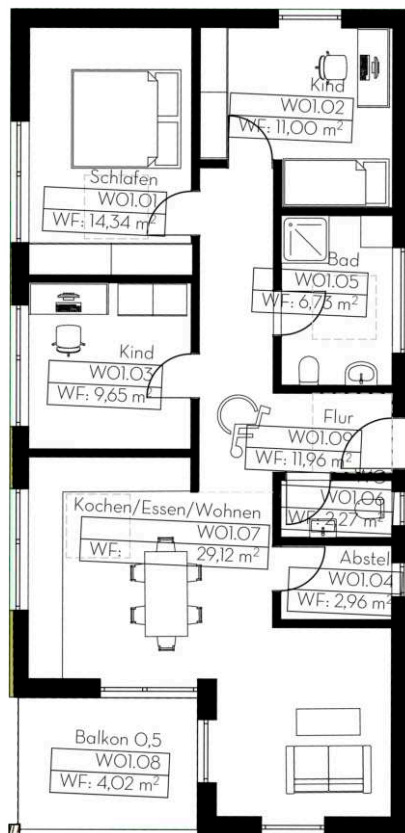 Kind
WO1.02
WF: 11,00 m²
Schlafen
WO1.01
WF: 14,34 m²
Bad
WO1.05
WF: 6,73 m²
Kind
WO1.03
WF: 9,65 m²
Flur
WO1.09
WF: 11,96 m²
WO1.06
WF: 2,27 m²
Kochen/Essen/Wohnen
WO1.07
WF: 29,12 m²
Abstel
WO1.04
WF: 2,96 m²
Balkon 0,5
WO1.08
WF: 4,02 m²